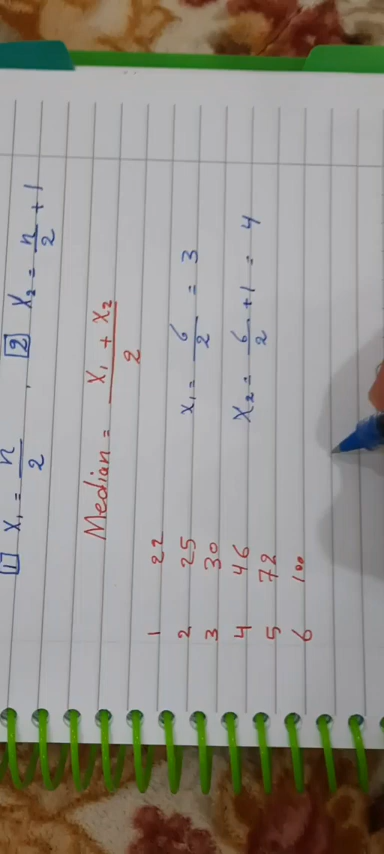 1 X₁ = n/2 , 2 X₂ = n/2 + 1
Median = X₁ + X₂ / 2
1 22
2 25 X₁ = 6/2 = 3
3 30
4 46 X₂ = 6/2 + 1 = 4
5 72
6 100